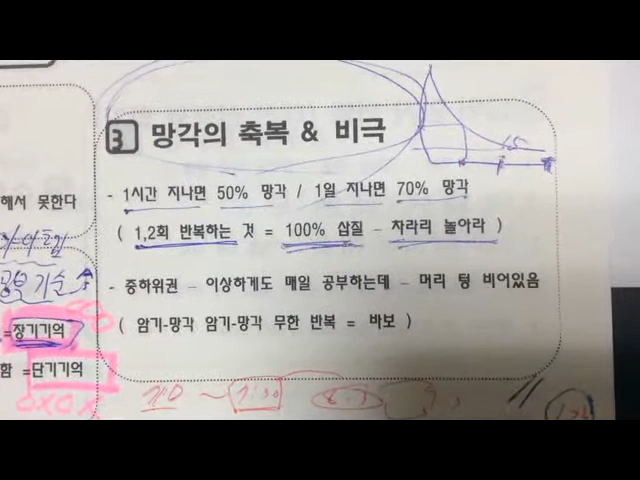 3 망각의 축복 & 비극
- 1시간 지나면 50% 망각 / 1일 지나면 70% 망각
해서 못한다
( 1,2회 반복하는 것 = 100% 삽질 – 차라리 놀아라 )
공부 기술
- 중하위권 – 이상하게도 매일 공부하는데 – 머리 텅 비어있음
=장기기억
( 암기-망각 암기-망각 무한 반복 = 바보 )
함 =단기기억